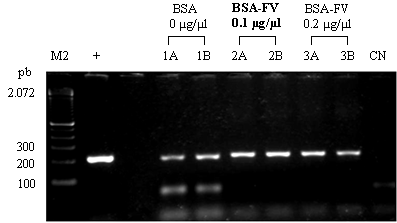 BSA BSA-FV BSA-FV
0 µg/µl 0.1 µg/µl 0.2 µg/µl
M2 + 1A 1B 2A 2B 3A 3B CN
pb
2.072
300
200
100